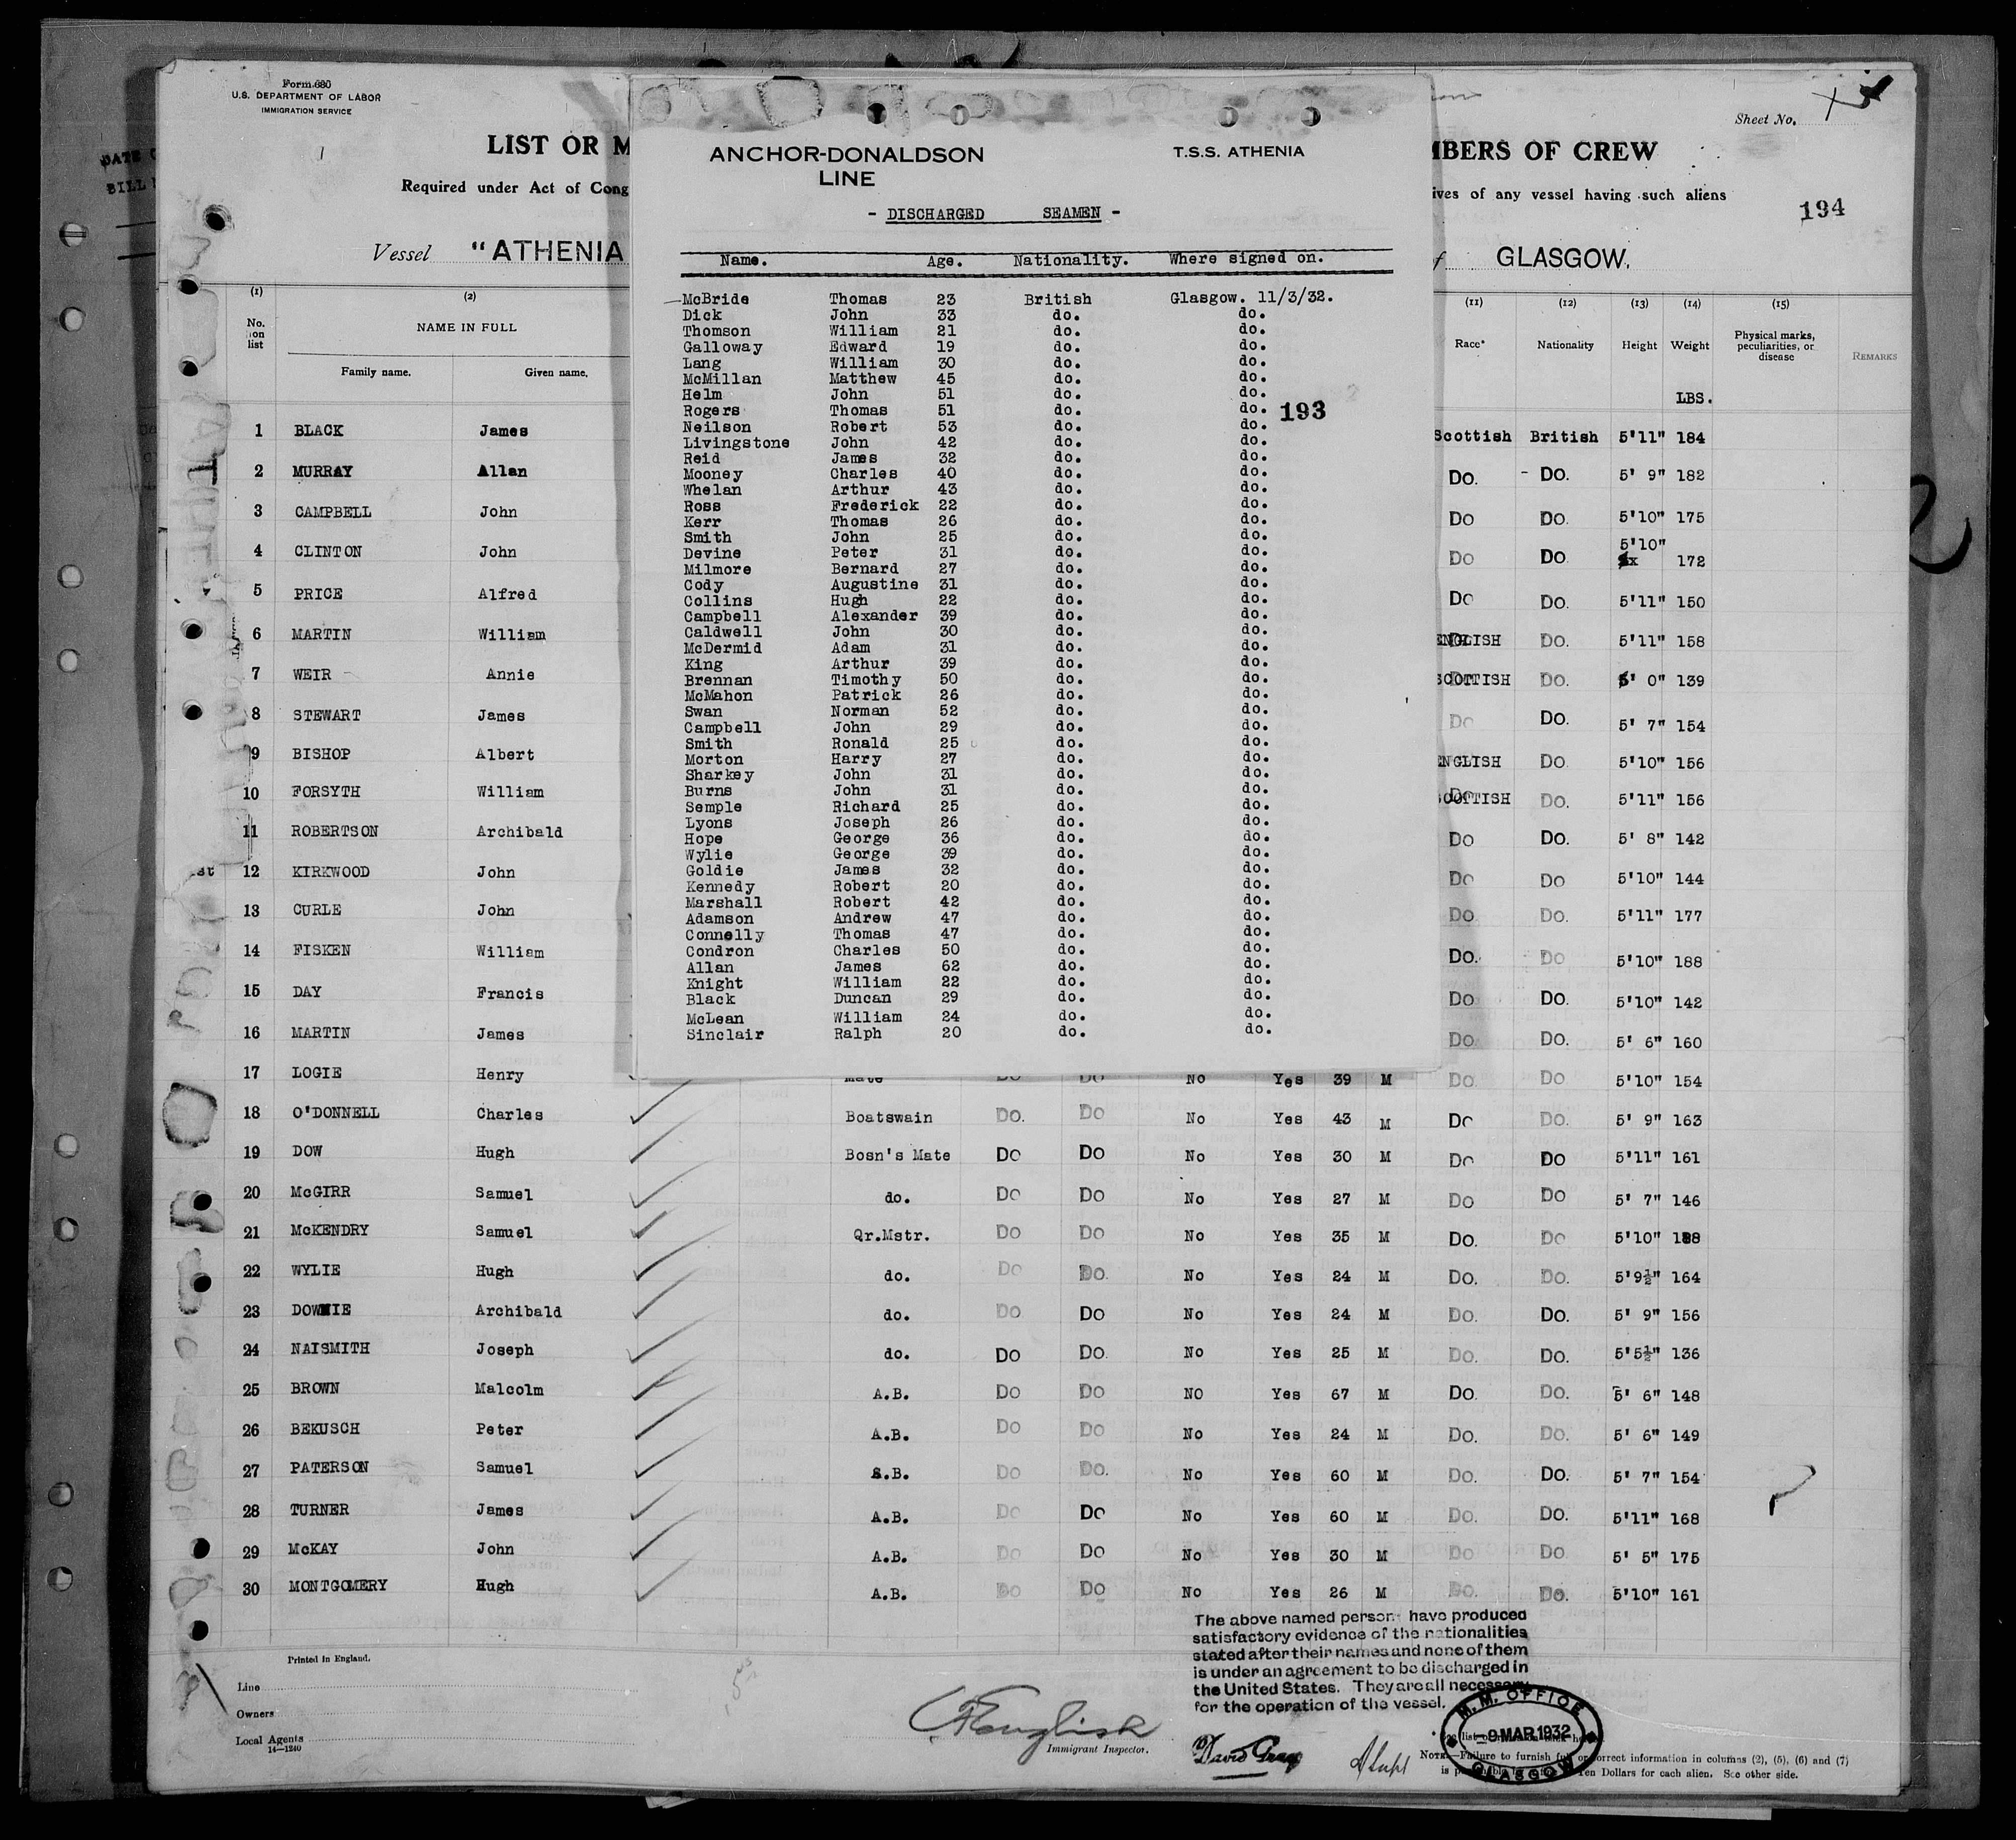 Form 680
U.S. DEPARTMENT OF LABOR
IMMIGRATION SERVICE
LIST OR M
Required under Act of Cong
Vessel "ATHENIA
(1) (2)
No. on list
NAME IN FULL
Family name. Given name.
Sheet No.
MBERS OF CREW
ives of any vessel having such aliens
194
of GLASGOW.
(11) (12) (13) (14) (15)
Race* Nationality Height Weight Physical marks, peculiarities, or disease REMARKS
LBS.
ANCHOR-DONALDSON LINE
T.S.S. ATHENIA
- DISCHARGED SEAMEN -
Name. Age. Nationality. Where signed on.
McBride Thomas 23 British Glasgow. 11/3/32.
Dick John 33 do. do.
Thomson William 21 do. do.
Galloway Edward 19 do. do.
Lang William 30 do. do.
McMillan Matthew 45 do. do.
Helm John 51 do. do.
Rogers Thomas 51 do. do. 193
Neilson Robert 53 do. do.
Livingstone John 42 do. do.
Reid James 32 do. do.
Mooney Charles 40 do. do.
Whelan Arthur 43 do. do.
Ross Frederick 22 do. do.
Kerr Thomas 26 do. do.
Smith John 25 do. do.
Devine Peter 31 do. do.
Milmore Bernard 27 do. do.
Cody Augustine 31 do. do.
Collins Hugh 22 do. do.
Campbell Alexander 39 do. do.
Caldwell John 30 do. do.
McDermid Adam 31 do. do.
King Arthur 39 do. do.
Brennan Timothy 50 do. do.
McMahon Patrick 26 do. do.
Swan Norman 52 do. do.
Campbell John 29 do. do.
Smith Ronald 25 do. do.
Morton Harry 27 do. do.
Sharkey John 31 do. do.
Burns John 31 do. do.
Semple Richard 25 do. do.
Lyons Joseph 26 do. do.
Hope George 36 do. do.
Wylie George 39 do. do.
Goldie James 32 do. do.
Kennedy Robert 20 do. do.
Marshall Robert 42 do. do.
Adamson Andrew 47 do. do.
Connelly Thomas 47 do. do.
Condron Charles 50 do. do.
Allan James 62 do. do.
Knight William 22 do. do.
Black Duncan 29 do. do.
McLean William 24 do. do.
Sinclair Ralph 20 do. do.
1 BLACK James Scottish British 5'11" 184
2 MURRAY Allan Do. - Do. 5' 9" 182
3 CAMPBELL John Do Do. 5'10" 175
4 CLINTON John Do Do 5'10" 172
5 PRICE Alfred Do Do. 5'11" 150
6 MARTIN William ENGLISH Do. 5'11" 158
7 WEIR Annie SCOTTISH Do. 5' 0" 139
8 STEWART James Do Do. 5' 7" 154
9 BISHOP Albert ENGLISH Do 5'10" 156
10 FORSYTH William SCOTTISH Do. 5'11" 156
11 ROBERTSON Archibald Do Do. 5' 8" 142
12 KIRKWOOD John Do Do 5'10" 144
13 CURLE John Do. Do. 5'11" 177
14 FISKEN William Do. Do 5'10" 188
15 DAY Francis Do Do. 5'10" 142
16 MARTIN James Do. Do. 5' 6" 160
17 LOGIE Henry Mate Do Do No Yes 39 M Do. Do 5'10" 154
18 O'DONNELL Charles Boatswain Do. Do No Yes 43 M Do Do. 5' 9" 163
19 DOW Hugh Bosn's Mate Do Do No Yes 30 M Do Do 5'11" 161
20 McGIRR Samuel do. Do Do No Yes 27 M Do Do 5' 7" 146
21 McKENDRY Samuel Qr.Mstr. Do Do No Yes 35 M Do. Do 5'10" 188
22 WYLIE Hugh do. Do Do. No Yes 24 M Do. Do. 5'9½" 164
23 DOWNIE Archibald do. Do. Do No Yes 24 M Do. Do. 5' 9" 156
24 NAISMITH Joseph do. Do Do. No Yes 25 M Do. Do. 5'5½" 136
25 BROWN Malcolm A.B. Do Do NO Yes 67 M Do. Do. 5' 6" 148
26 BEKUSCH Peter A.B. Do Do No Yes 24 M Do. Do. 5' 6" 149
27 PATERSON Samuel A.B. Do Do. No Yes 60 M Do. Do. 5' 7" 154
28 TURNER James A.B. Do Do No Yes 60 M Do. Do. 5'11" 168
29 McKAY John A.B. Do Do No Yes 30 M Do Do 5' 5" 175
30 MONTGOMERY Hugh A.B. Do Do No Yes 26 M Do. Do. 5'10" 161
The above named person have produced
satisfactory evidence of the nationalities
stated after their names and none of them
is under an agreement to be discharged in
the United States. They are all necessary
for the operation of the vessel.
Printed in England.
Line
Owners
Local Agents
14-1240
Immigrant Inspector.
David Gray
M.M. OFFICE
-9 MAR 1932
GLASGOW
NOTE.—Failure to furnish full or correct information in columns (2), (5), (6) and (7)
is Ten Dollars for each alien. See other side.